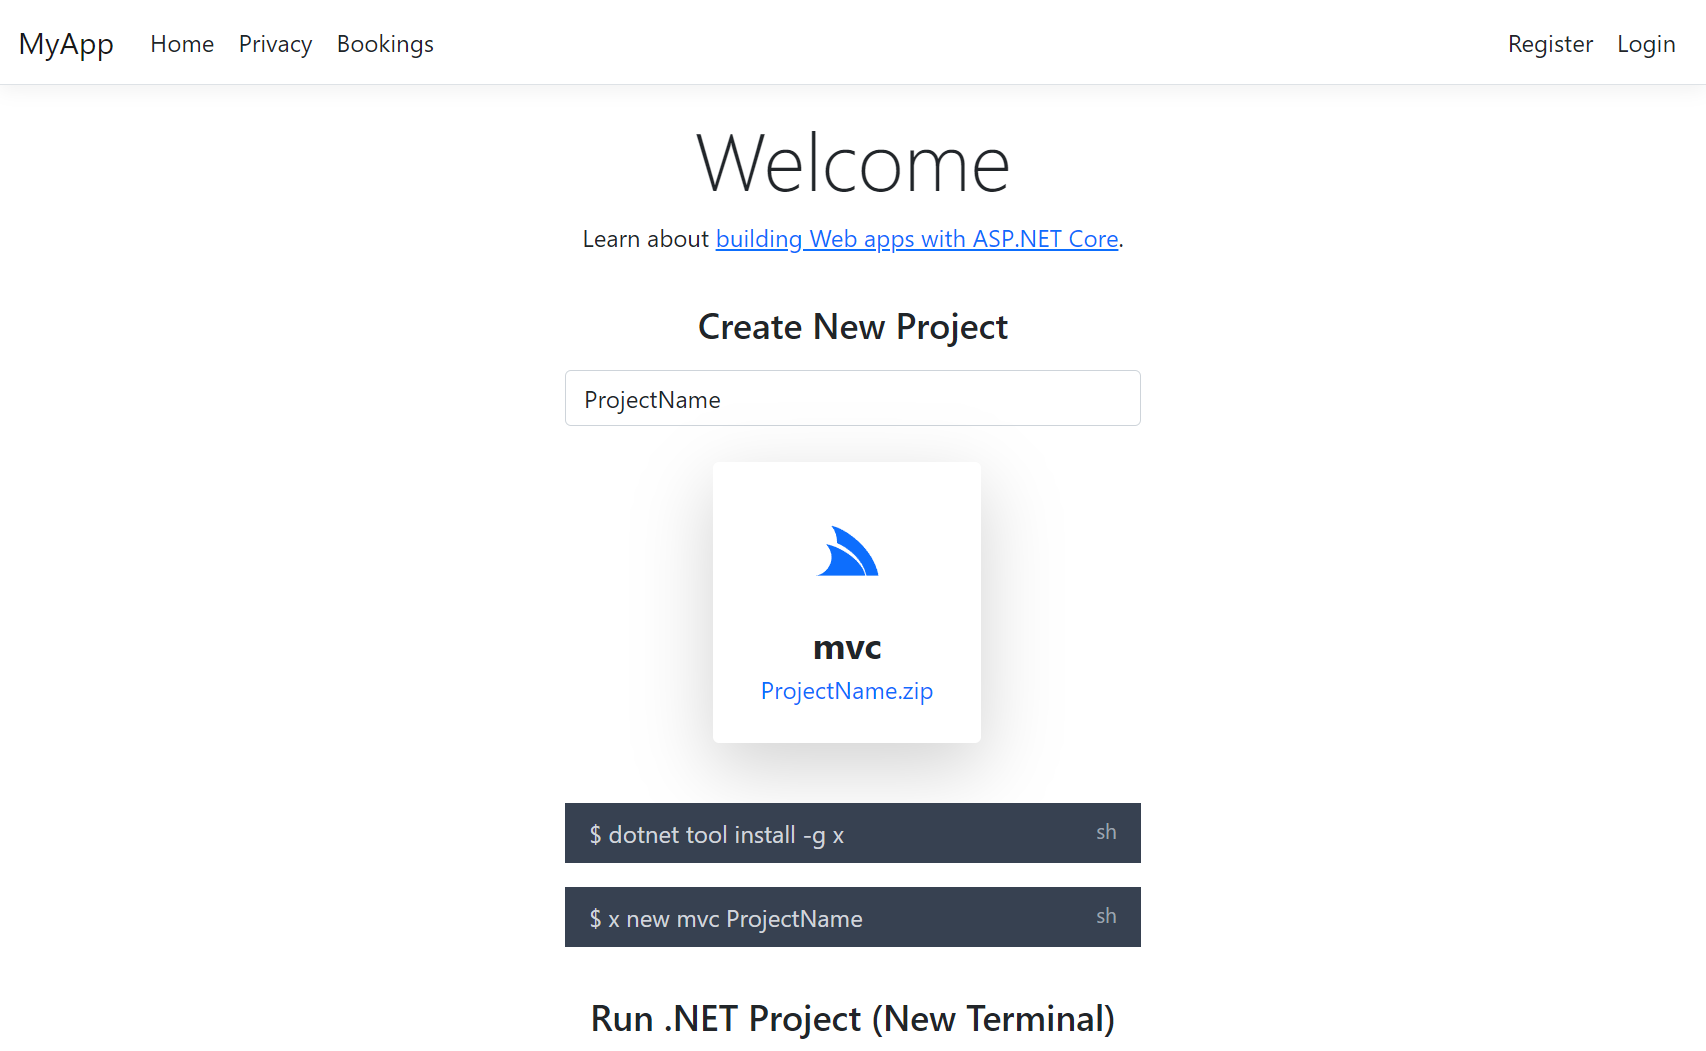 MyApp Home Privacy Bookings Register Login
Welcome
Learn about building Web apps with ASP.NET Core.
Create New Project
ProjectName
mvc
ProjectName.zip
$ dotnet tool install -g x sh
$ x new mvc ProjectName sh
Run .NET Project (New Terminal)